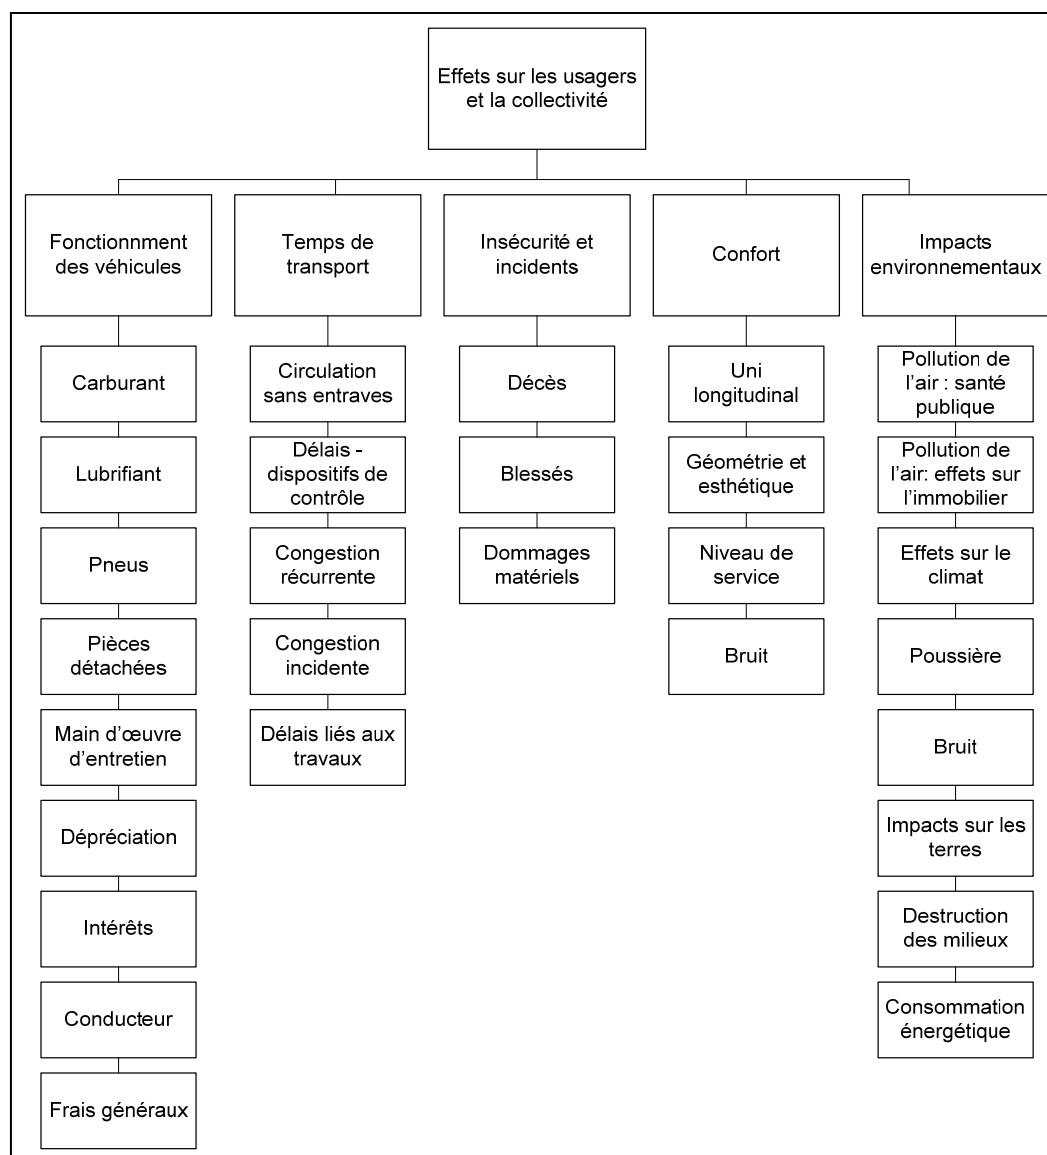 Effets sur les usagers
et la collectivité
Fonctionnment
des véhicules
Temps de
transport
Insécurité et
incidents
Confort
Impacts
environnementaux
Carburant
Lubrifiant
Pneus
Pièces
détachées
Main d'œuvre
d'entretien
Dépréciation
Intérêts
Conducteur
Frais généraux
Circulation
sans entraves
Délais -
dispositifs de
contrôle
Congestion
récurrente
Congestion
incidente
Délais liés aux
travaux
Décès
Blessés
Dommages
matériels
Uni
longitudinal
Géométrie et
esthétique
Niveau de
service
Bruit
Pollution de
l'air : santé
publique
Pollution de
l'air: effets sur
l'immobilier
Effets sur le
climat
Poussière
Bruit
Impacts sur les
terres
Destruction
des milieux
Consommation
énergétique